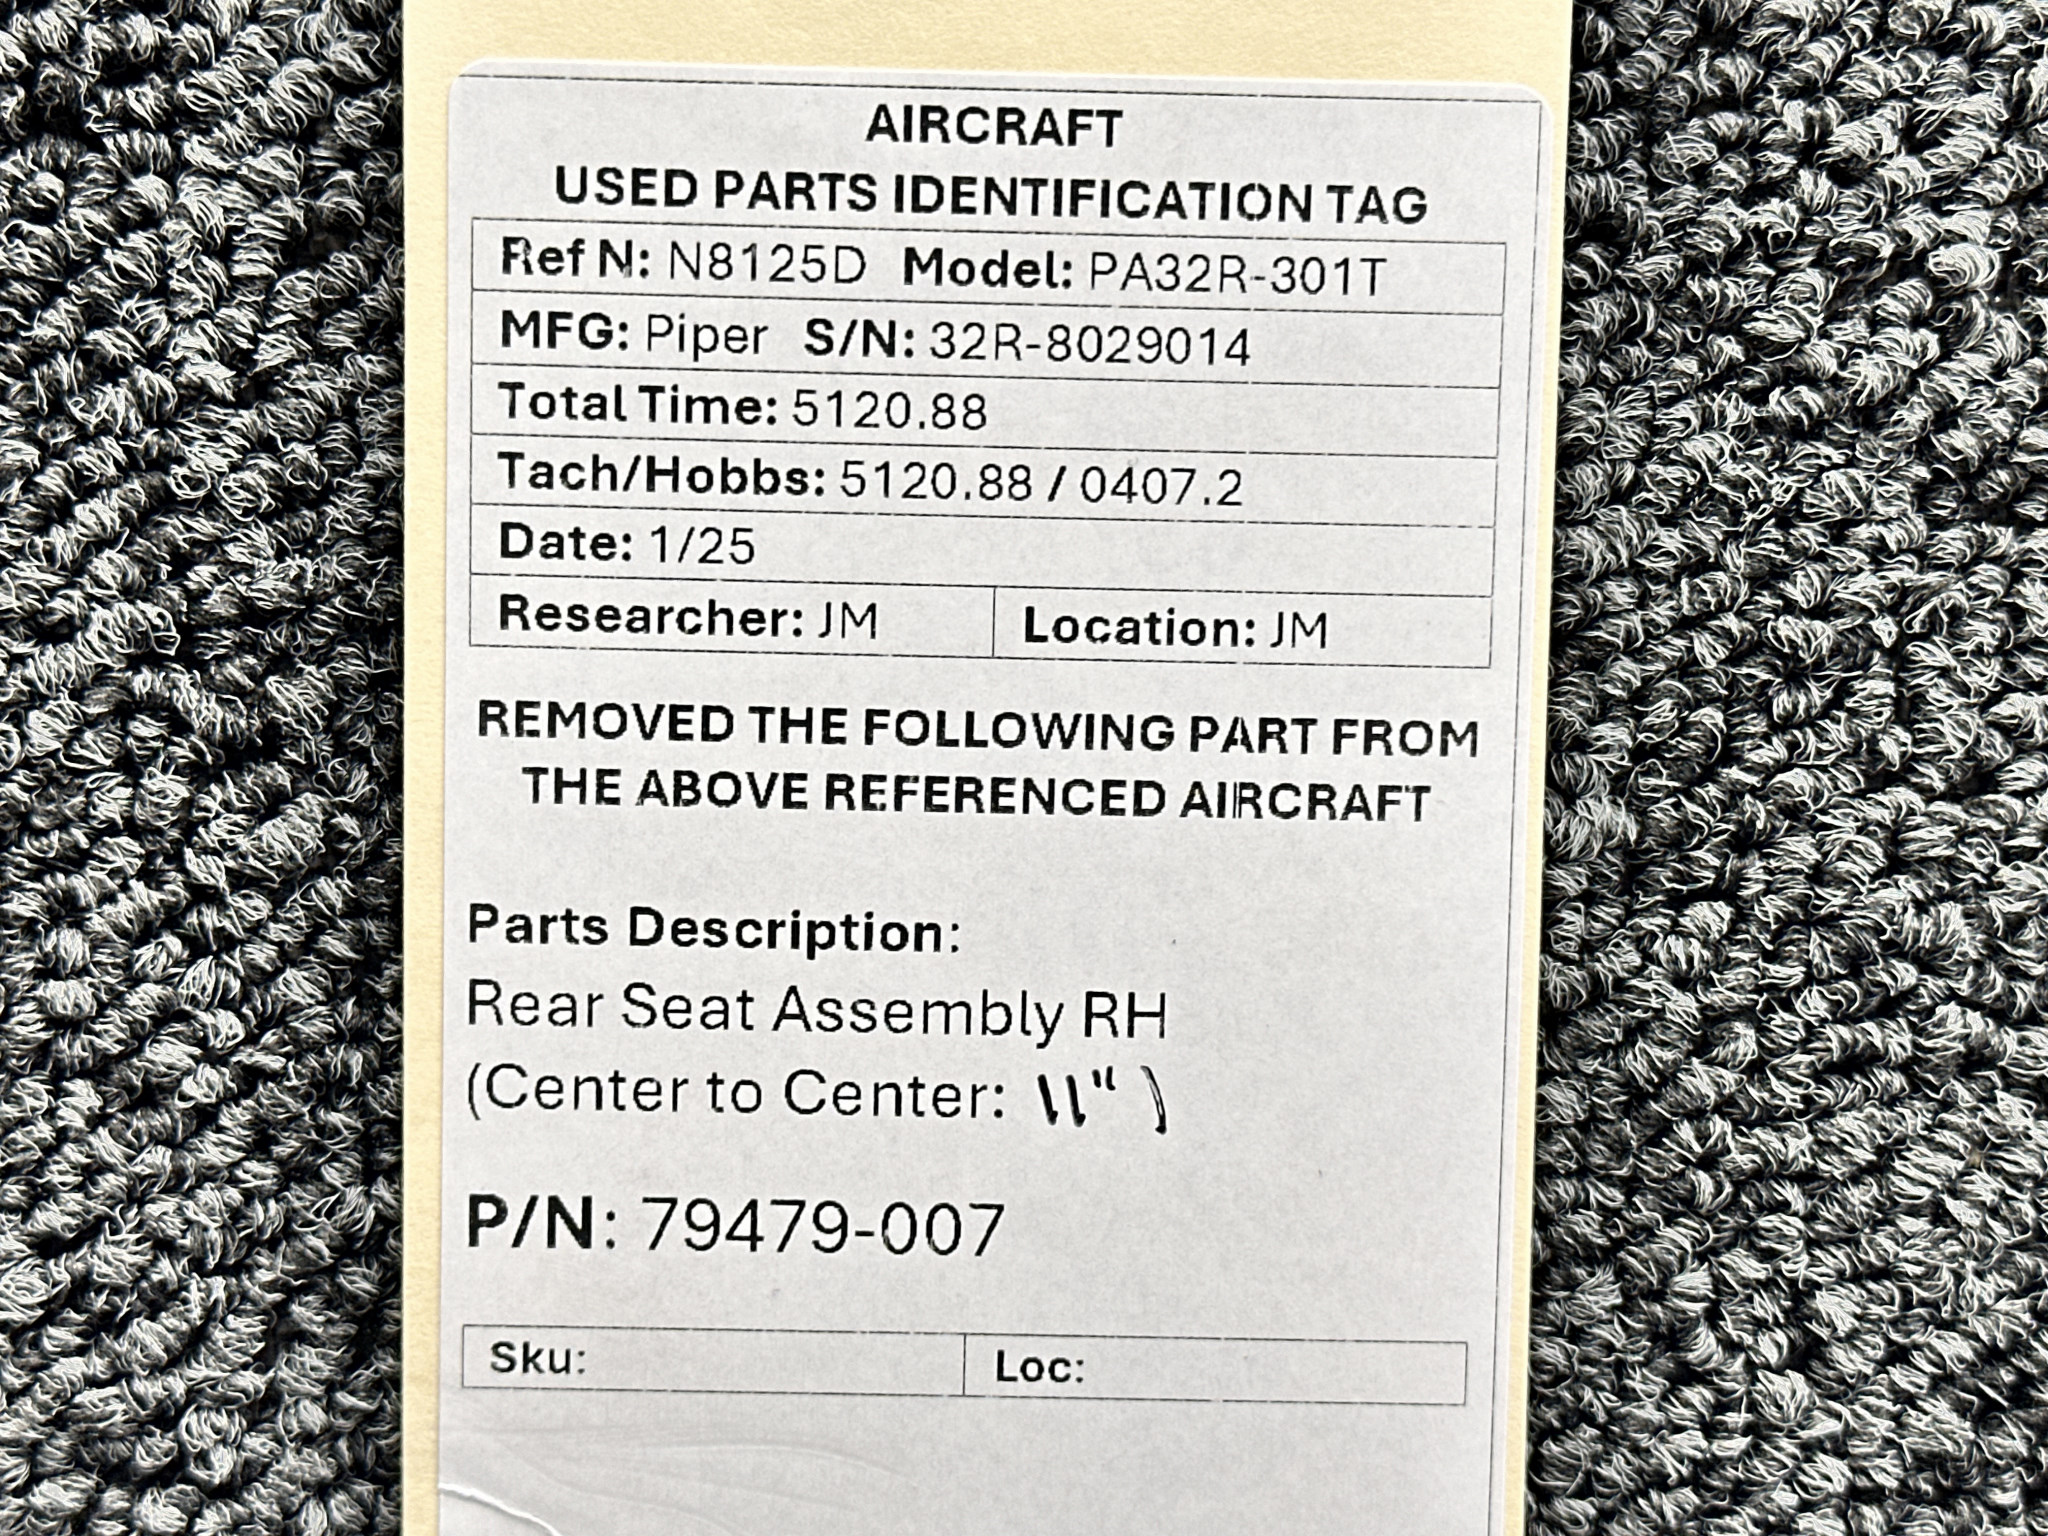 AIRCRAFT
USED PARTS IDENTIFICATION TAG
Ref N: N8125D Model: PA32R-301T
MFG: Piper S/N: 32R-8029014
Total Time: 5120.88
Tach/Hobbs: 5120.88 / 0407.2
Date: 1/25
Researcher: JM Location: JM
REMOVED THE FOLLOWING PART FROM
THE ABOVE REFERENCED AIRCRAFT
Parts Description:
Rear Seat Assembly RH
(Center to Center: 11")
P/N: 79479-007
Sku: Loc: